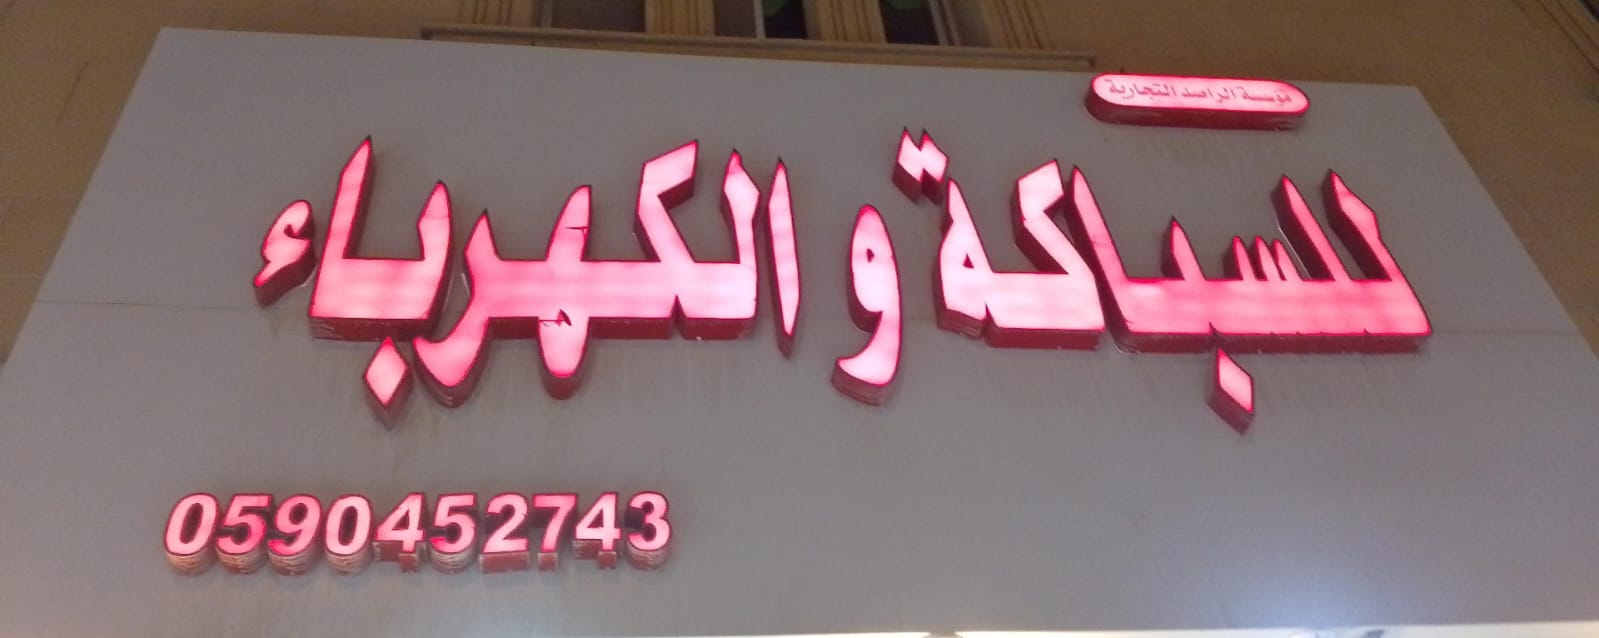 مؤسسة الراصد التجارية
للسباكة و الكهرباء
0590452743